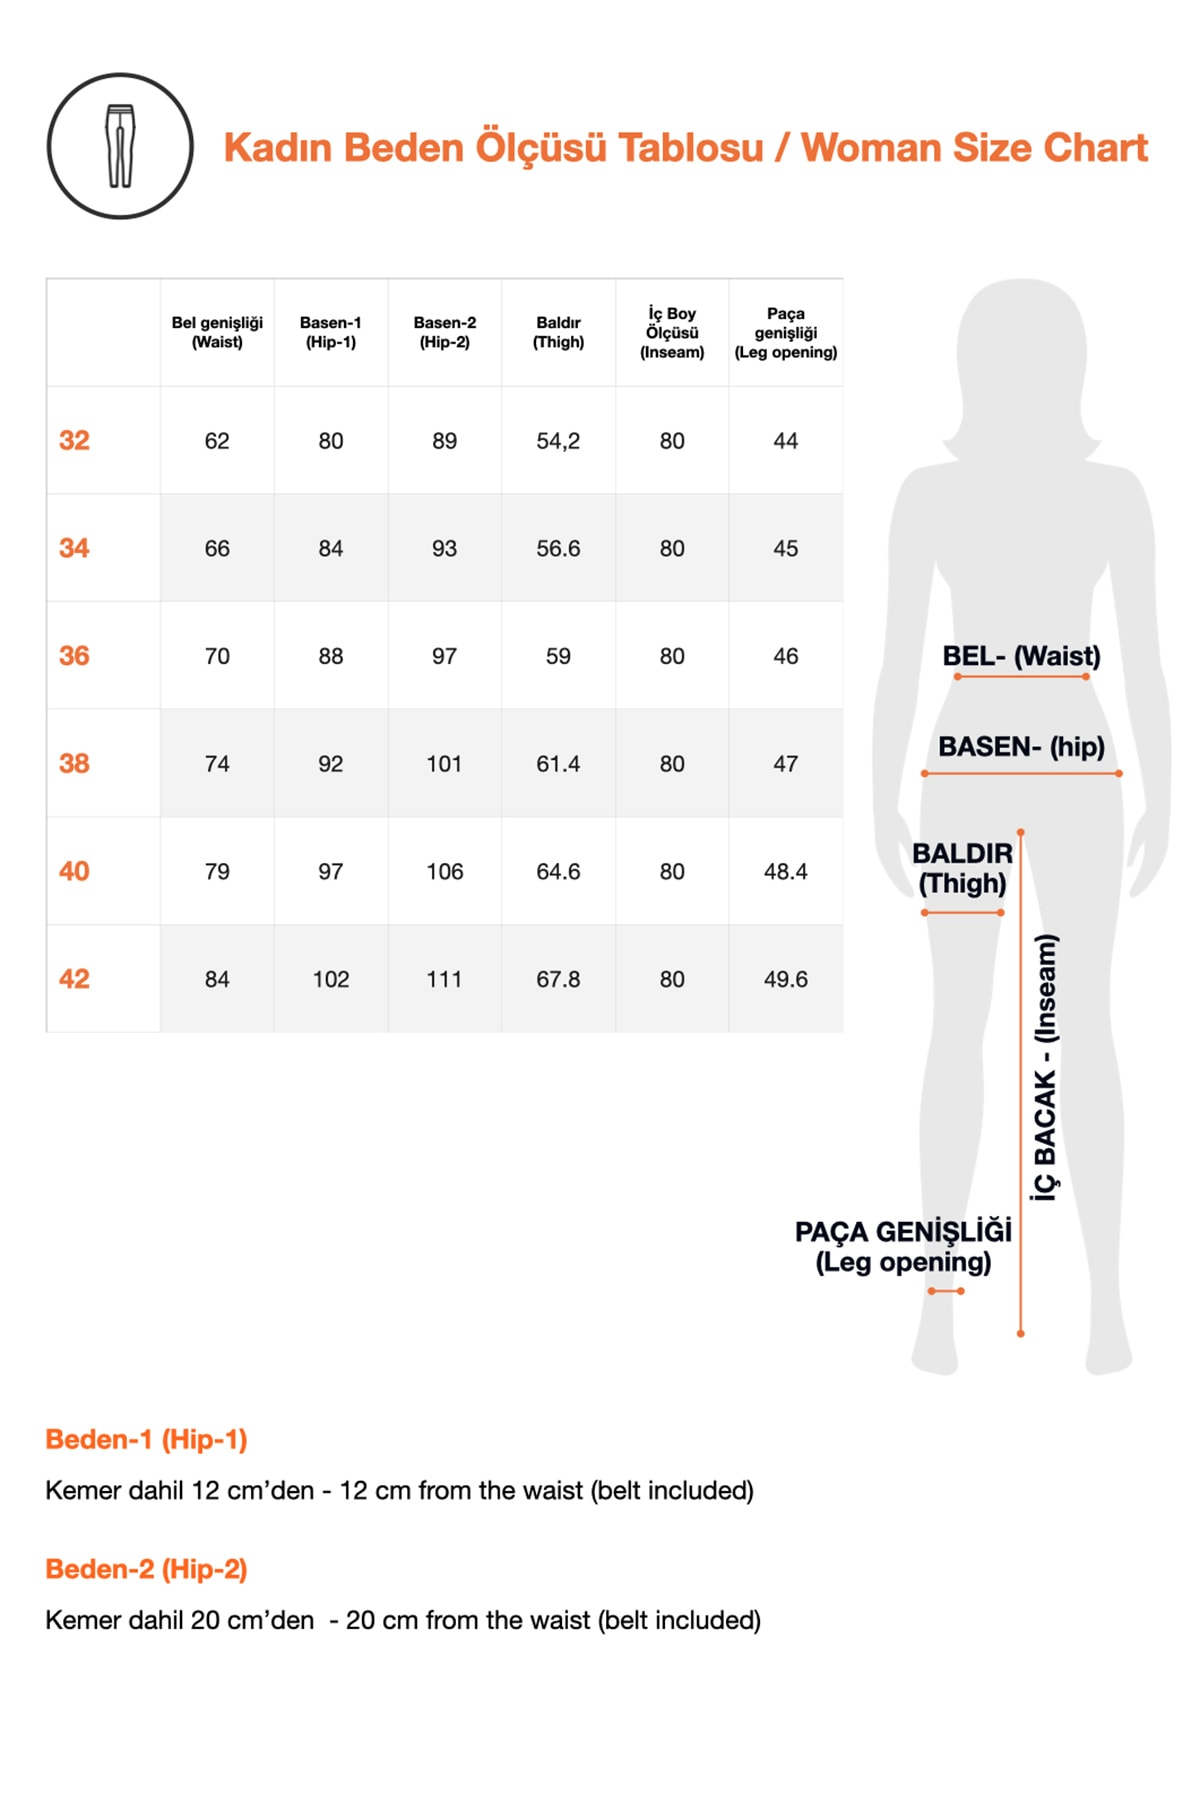 Kadın Beden Ölçüsü Tablosu / Woman Size Chart
Bel genişliği
(Waist)
Basen-1
(Hip-1)
Basen-2
(Hip-2)
Baldır
(Thigh)
İç Boy
Ölçüsü
(Inseam)
Paça
genişliği
(Leg opening)
32 62 80 89 54,2 80 44
34 66 84 93 56.6 80 45
36 70 88 97 59 80 46
38 74 92 101 61.4 80 47
40 79 97 106 64.6 80 48.4
42 84 102 111 67.8 80 49.6
BEL- (Waist)
BASEN- (hip)
BALDIR
(Thigh)
İÇ BACAK - (Inseam)
PAÇA GENİŞLİĞİ
(Leg opening)
Beden-1 (Hip-1)
Kemer dahil 12 cm’den - 12 cm from the waist (belt included)
Beden-2 (Hip-2)
Kemer dahil 20 cm’den  - 20 cm from the waist (belt included)